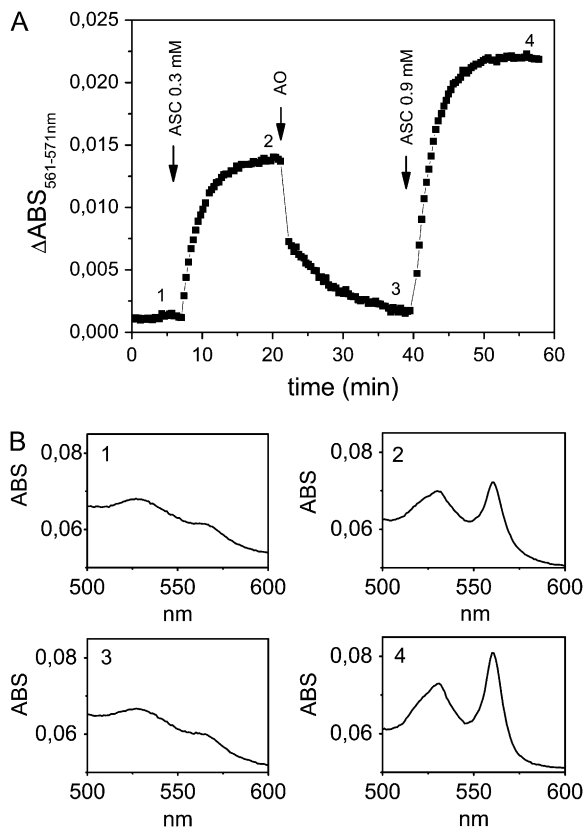 A
ΔABS561-571nm
0,025
0,020
0,015
0,010
0,005
0,000
ASC 0.3 mM
AO
ASC 0.9 mM
1
2
3
4
0
10
20
30
40
50
60
time (min)
B
1
ABS
0,08
0,06
500
550
600
nm
2
ABS
0,08
0,06
500
550
600
nm
3
ABS
0,08
0,06
500
550
600
nm
4
ABS
0,08
0,06
500
550
600
nm